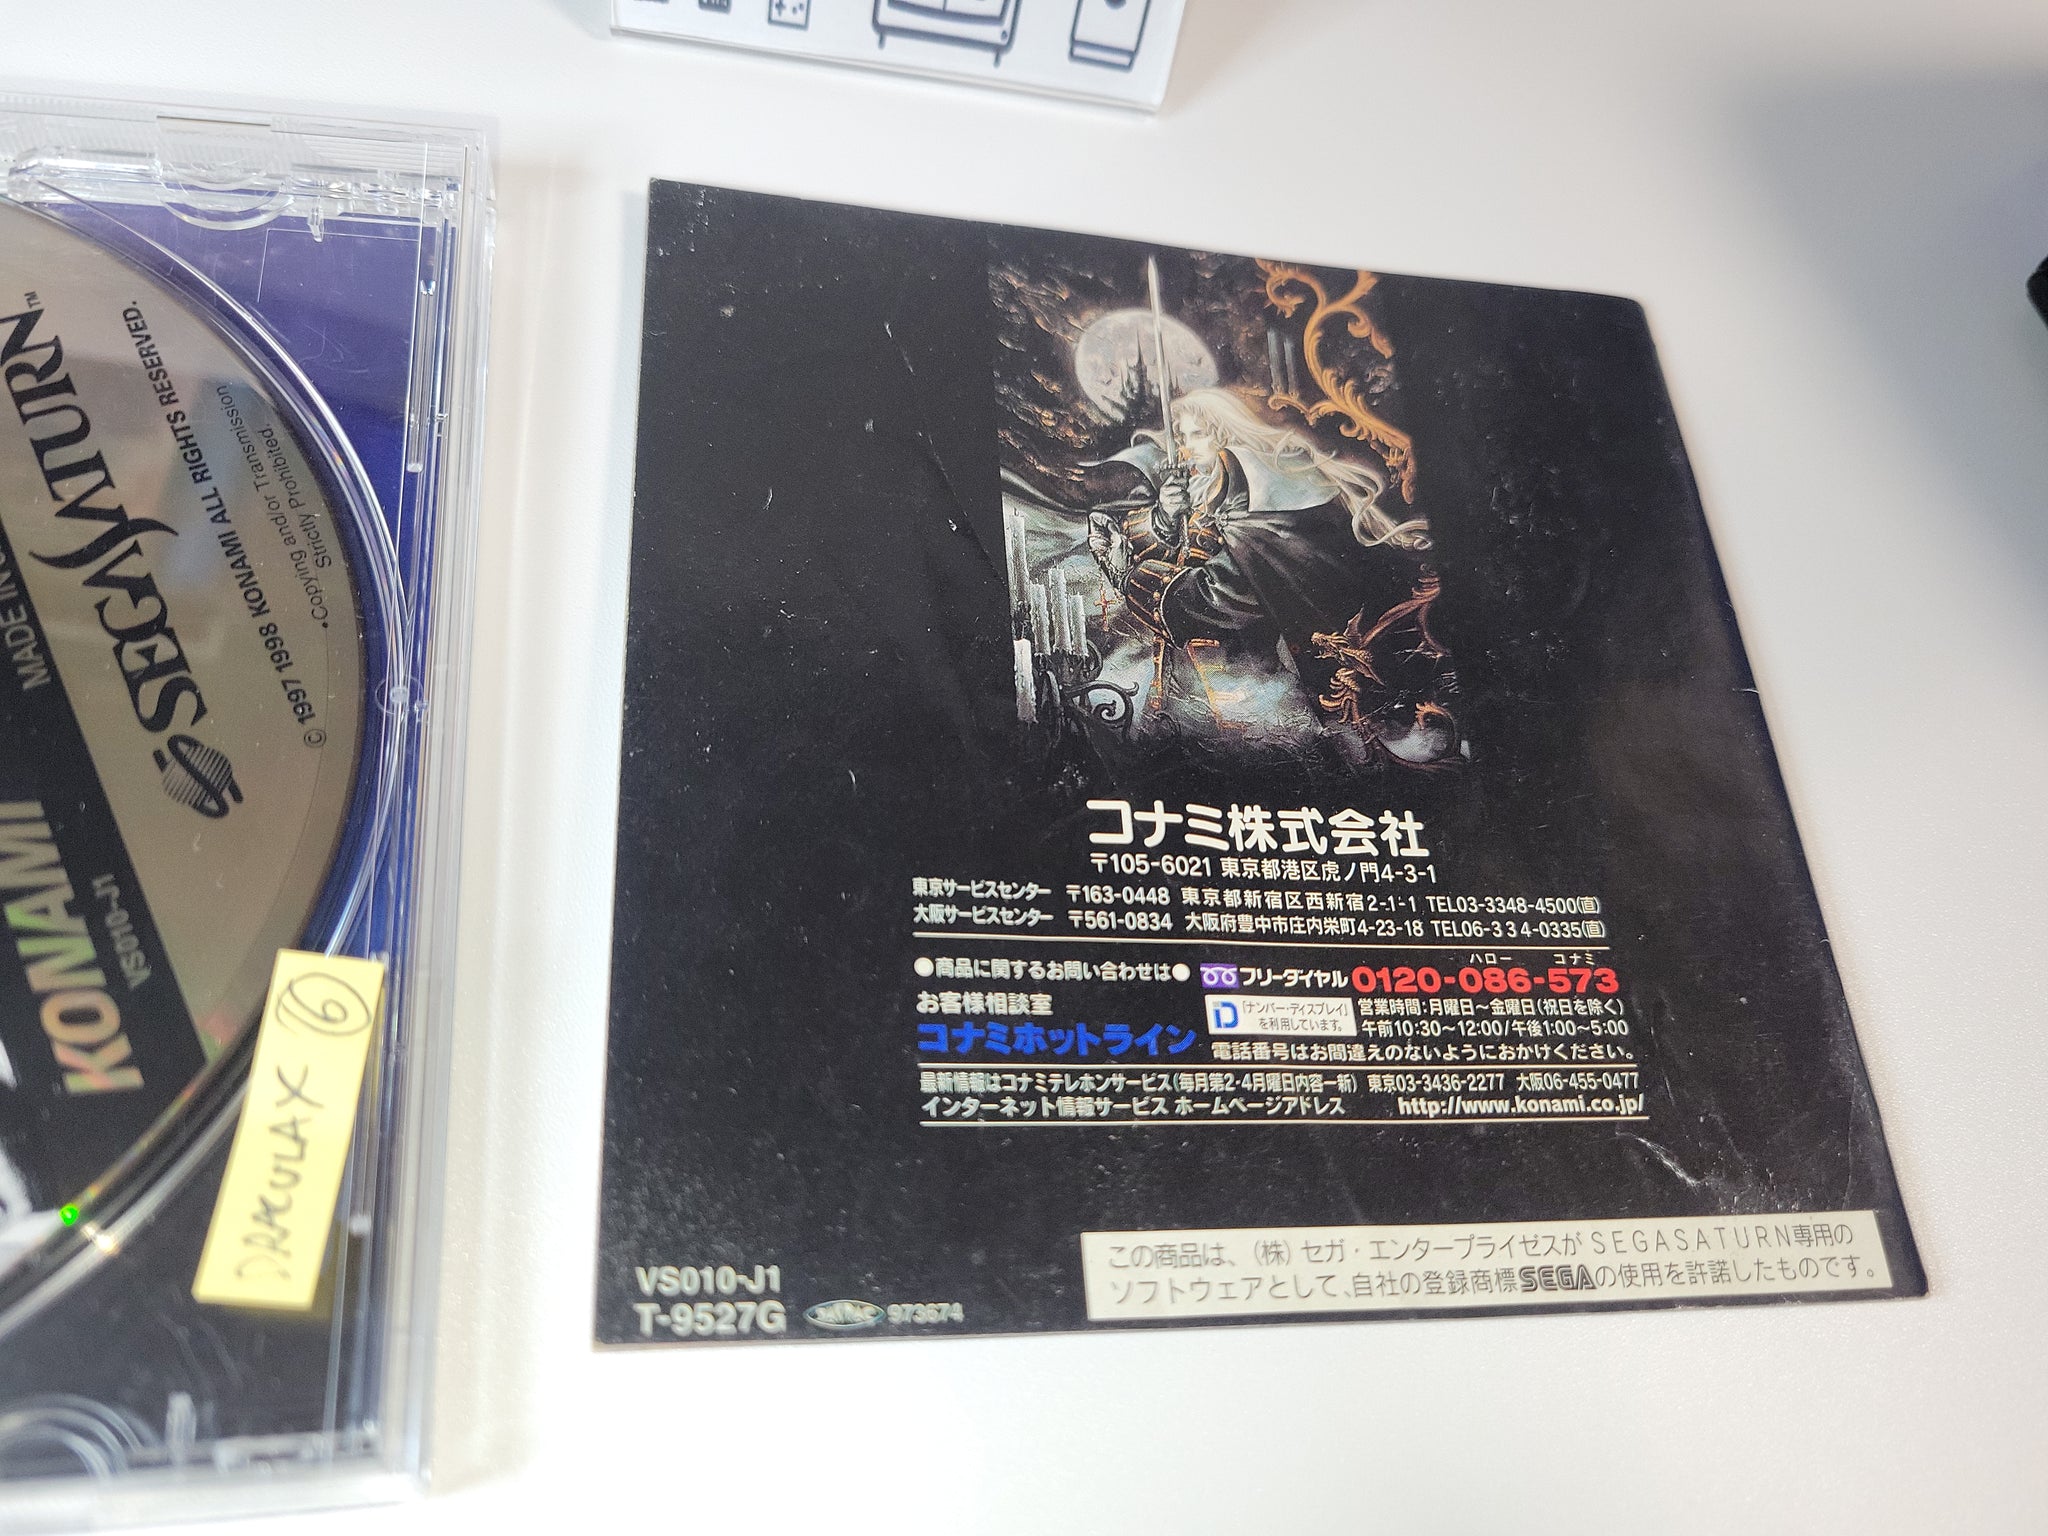 SEGA SATURN™
MADE IN
© 1997 1998 KONAMI ALL RIGHTS RESERVED.
•Copying and/or Transmission
Strictly Prohibited.
KONAMI
VS010-J1
DRACULA X ⑥
コナミ株式会社
〒105-6021 東京都港区虎ノ門4-3-1
東京サービスセンター 〒163-0448 東京都新宿区西新宿2-1-1 TEL03-3348-4500(直)
大阪サービスセンター 〒561-0834 大阪府豊中市庄内栄町4-23-18 TEL06-334-0335(直)
ハロー コナミ
●商品に関するお問い合わせは● フリーダイヤル 0120-086-573
お客様相談室
コナミホットライン
D 「ナンバー・ディスプレイ」
を利用しています。
営業時間:月曜日〜金曜日(祝日を除く)
午前10:30〜12:00/午後1:00〜5:00
電話番号はお間違えのないようにおかけください。
最新情報はコナミテレホンサービス(毎月第2・4月曜日内容一新) 東京03-3436-2277 大阪06-455-0477
インターネット情報サービス ホームページアドレス http://www.konami.co.jp/
VS010-J1
T-9527G
973674
この商品は、(株)セガ・エンタープライゼスがSEGASATURN専用の
ソフトウェアとして、自社の登録商標SEGAの使用を許諾したものです。